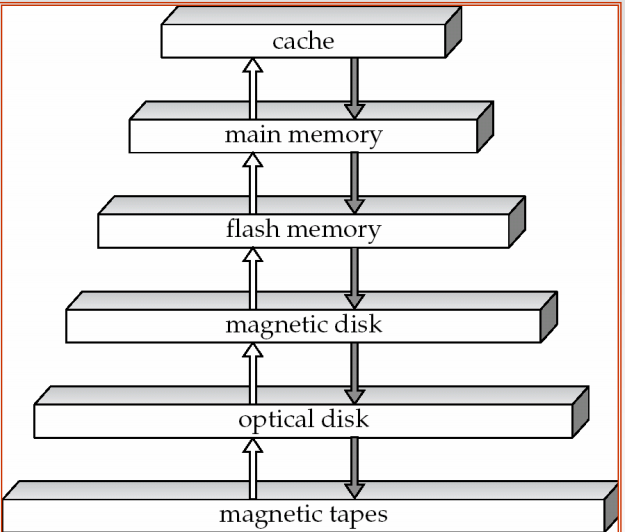 cache
main memory
flash memory
magnetic disk
optical disk
magnetic tapes